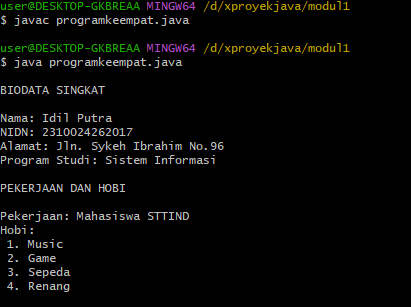 user@DESKTOP-GKBREAA MINGW64 /d/xproyekjava/modul1
$ javac programkeempat.java
user@DESKTOP-GKBREAA MINGW64 /d/xproyekjava/modul1
$ java programkeempat.java
BIODATA SINGKAT
Nama: Idil Putra
NIDN: 2310024262017
Alamat: Jln. Sykeh Ibrahim No.96
Program Studi: Sistem Informasi
PEKERJAAN DAN HOBI
Pekerjaan: Mahasiswa STTIND
Hobi:
1. Music
2. Game
3. Sepeda
4. Renang